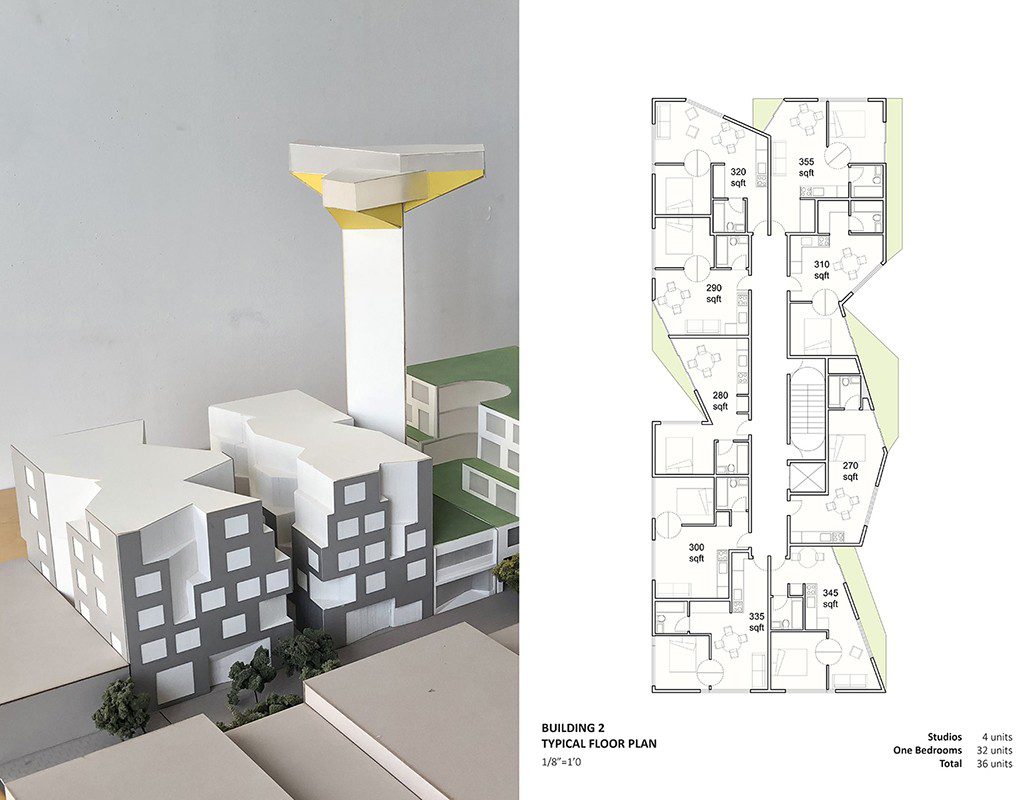 320
sqft
355
sqft
310
sqft
290
sqft
280
sqft
270
sqft
300
sqft
345
sqft
335
sqft
BUILDING 2
TYPICAL FLOOR PLAN
1/8"=1'0
Studios 4 units
One Bedrooms 32 units
Total 36 units